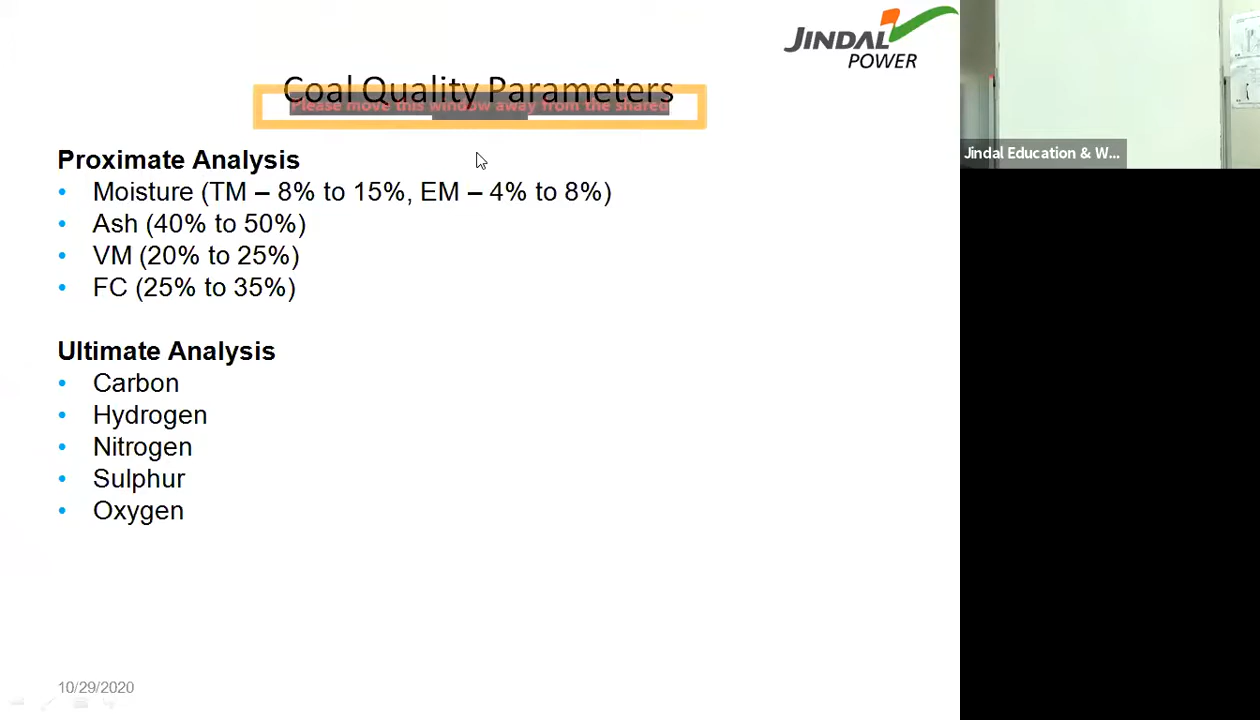 JINDAL
POWER
Coal Quality Parameters
Please move this window away from the shared
Jindal Education & W...
Proximate Analysis
• Moisture (TM – 8% to 15%, EM – 4% to 8%)
• Ash (40% to 50%)
• VM (20% to 25%)
• FC (25% to 35%)
Ultimate Analysis
• Carbon
• Hydrogen
• Nitrogen
• Sulphur
• Oxygen
10/29/2020